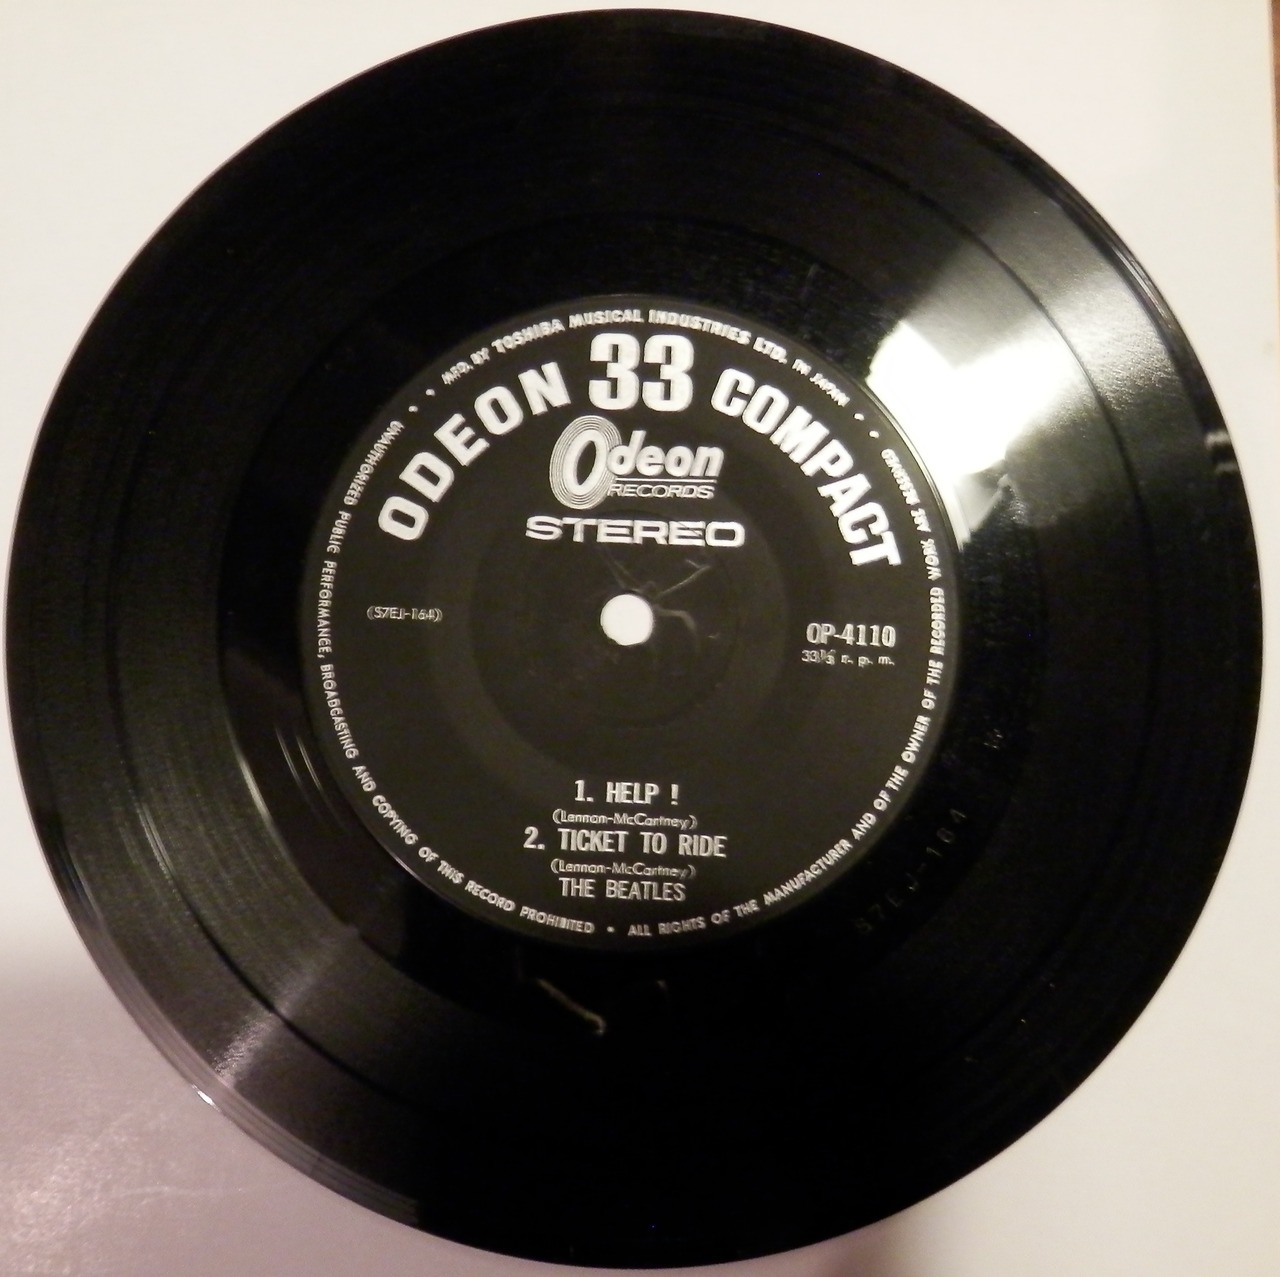 MFD. BY TOSHIBA MUSICAL INDUSTRIES LTD. IN JAPAN
ODEON 33 COMPACT
Odeon
RECORDS
STEREO
(S7EJ-164)
OP-4110
33⅓ r. p. m.
1. HELP !
(Lennon-McCartney)
2. TICKET TO RIDE
(Lennon-McCartney)
THE BEATLES
UNAUTHORIZED PUBLIC PERFORMANCE, BROADCASTING AND COPYING OF THIS RECORD PROHIBITED • ALL RIGHTS OF THE MANUFACTURER AND OF THE OWNER OF THE RECORDED WORK ARE RESERVED
S7EJ-164